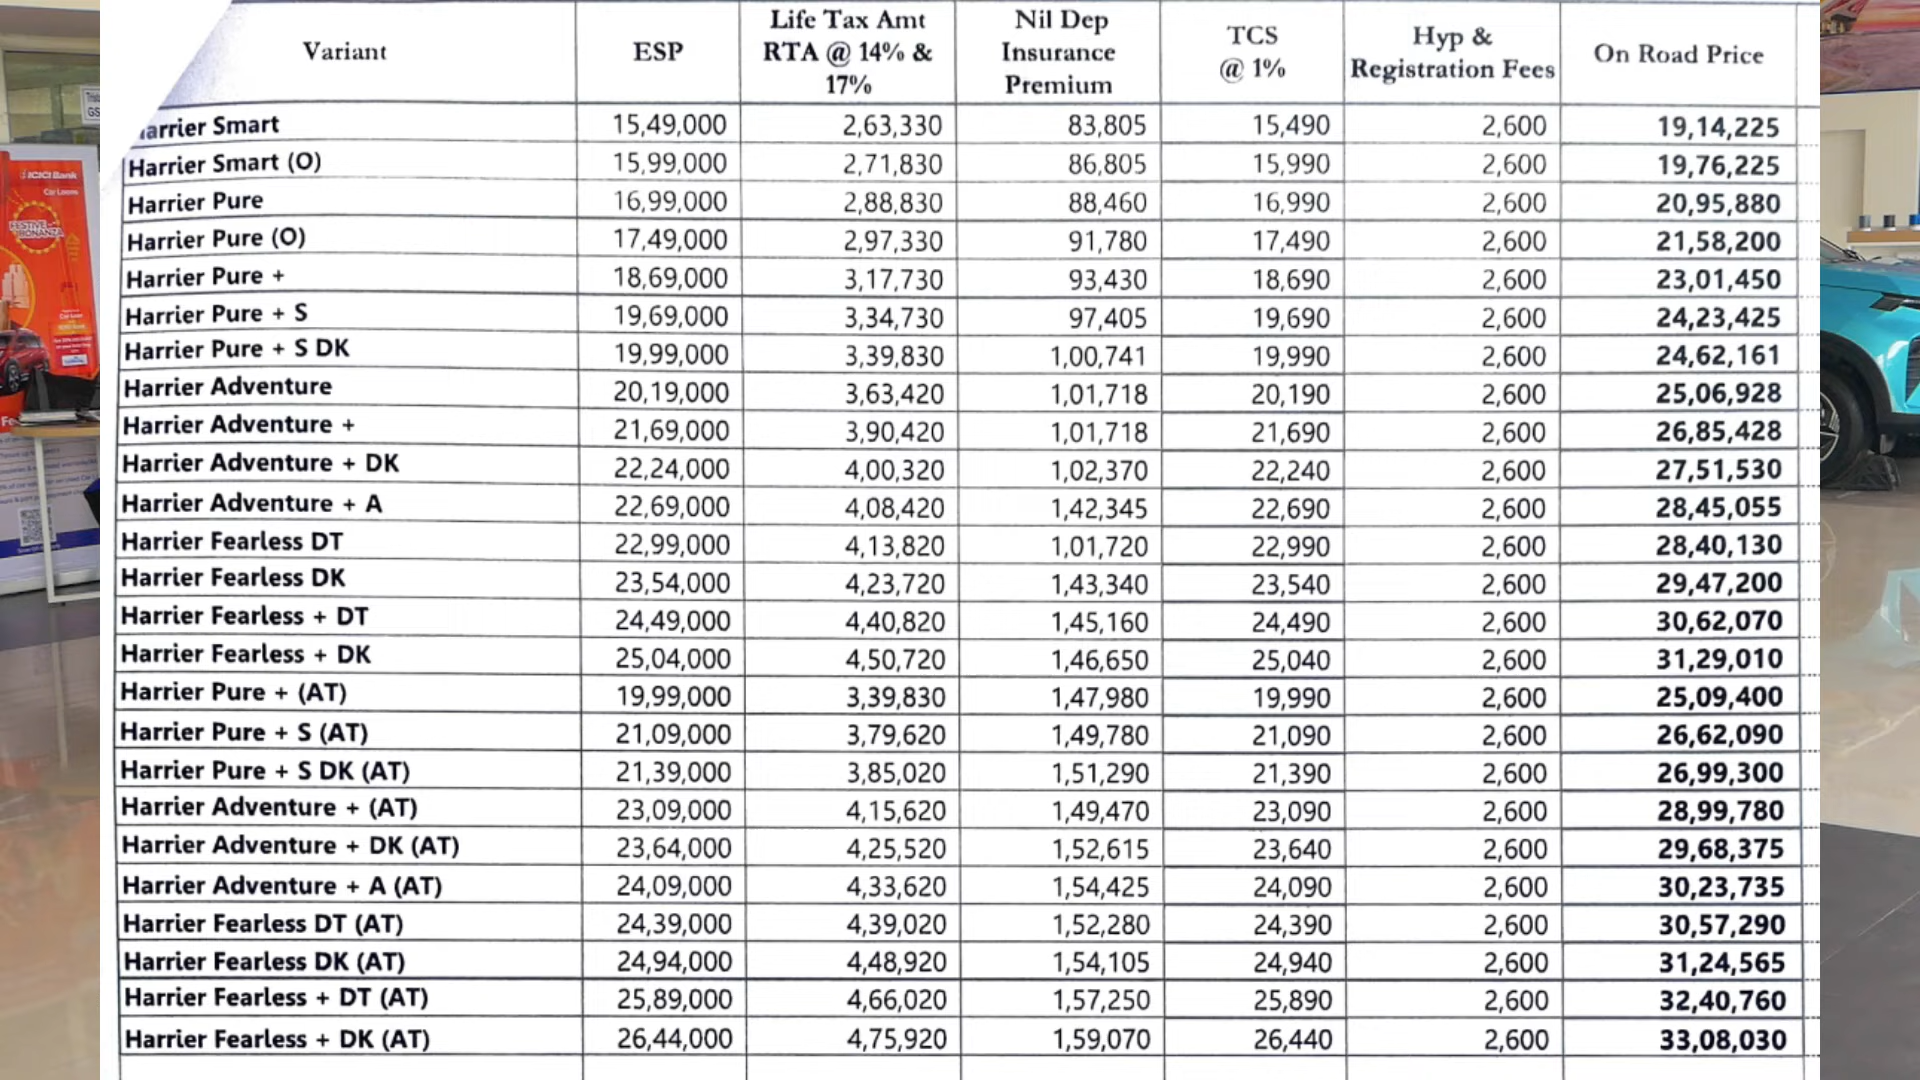 Variant ESP Life Tax Amt RTA @ 14% & 17% Nil Dep Insurance Premium TCS @ 1% Hyp & Registration Fees On Road Price
arrier Smart 15,49,000 2,63,330 83,805 15,490 2,600 19,14,225
Harrier Smart (O) 15,99,000 2,71,830 86,805 15,990 2,600 19,76,225
Harrier Pure 16,99,000 2,88,830 88,460 16,990 2,600 20,95,880
Harrier Pure (O) 17,49,000 2,97,330 91,780 17,490 2,600 21,58,200
Harrier Pure + 18,69,000 3,17,730 93,430 18,690 2,600 23,01,450
Harrier Pure + S 19,69,000 3,34,730 97,405 19,690 2,600 24,23,425
Harrier Pure + S DK 19,99,000 3,39,830 1,00,741 19,990 2,600 24,62,161
Harrier Adventure 20,19,000 3,63,420 1,01,718 20,190 2,600 25,06,928
Harrier Adventure + 21,69,000 3,90,420 1,01,718 21,690 2,600 26,85,428
Harrier Adventure + DK 22,24,000 4,00,320 1,02,370 22,240 2,600 27,51,530
Harrier Adventure + A 22,69,000 4,08,420 1,42,345 22,690 2,600 28,45,055
Harrier Fearless DT 22,99,000 4,13,820 1,01,720 22,990 2,600 28,40,130
Harrier Fearless DK 23,54,000 4,23,720 1,43,340 23,540 2,600 29,47,200
Harrier Fearless + DT 24,49,000 4,40,820 1,45,160 24,490 2,600 30,62,070
Harrier Fearless + DK 25,04,000 4,50,720 1,46,650 25,040 2,600 31,29,010
Harrier Pure + (AT) 19,99,000 3,39,830 1,47,980 19,990 2,600 25,09,400
Harrier Pure + S (AT) 21,09,000 3,79,620 1,49,780 21,090 2,600 26,62,090
Harrier Pure + S DK (AT) 21,39,000 3,85,020 1,51,290 21,390 2,600 26,99,300
Harrier Adventure + (AT) 23,09,000 4,15,620 1,49,470 23,090 2,600 28,99,780
Harrier Adventure + DK (AT) 23,64,000 4,25,520 1,52,615 23,640 2,600 29,68,375
Harrier Adventure + A (AT) 24,09,000 4,33,620 1,54,425 24,090 2,600 30,23,735
Harrier Fearless DT (AT) 24,39,000 4,39,020 1,52,280 24,390 2,600 30,57,290
Harrier Fearless DK (AT) 24,94,000 4,48,920 1,54,105 24,940 2,600 31,24,565
Harrier Fearless + DT (AT) 25,89,000 4,66,020 1,57,250 25,890 2,600 32,40,760
Harrier Fearless + DK (AT) 26,44,000 4,75,920 1,59,070 26,440 2,600 33,08,030
ICICI Bank
Car Loans
FESTIVE
BONANZA
GS